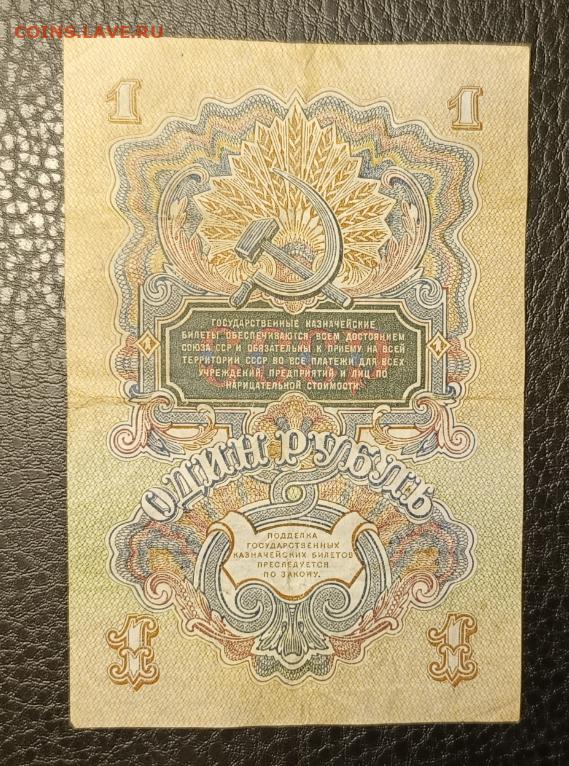 COINS.LAVE.RU
1 1
ГОСУДАРСТВЕННЫЕ КАЗНАЧЕЙСКИЕ
БИЛЕТЫ ОБЕСПЕЧИВАЮТСЯ ВСЕМ ДОСТОЯНИЕМ
СОЮЗА ССР И ОБЯЗАТЕЛЬНЫ К ПРИЕМУ НА ВСЕЙ
ТЕРРИТОРИИ СССР ВО ВСЕ ПЛАТЕЖИ ДЛЯ ВСЕХ
УЧРЕЖДЕНИЙ, ПРЕДПРИЯТИЙ И ЛИЦ ПО
НАРИЦАТЕЛЬНОЙ СТОИМОСТИ.
ОДИН РУБЛЬ
ПОДДЕЛКА
ГОСУДАРСТВЕННЫХ
КАЗНАЧЕЙСКИХ БИЛЕТОВ
ПРЕСЛЕДУЕТСЯ
ПО ЗАКОНУ.
1 1